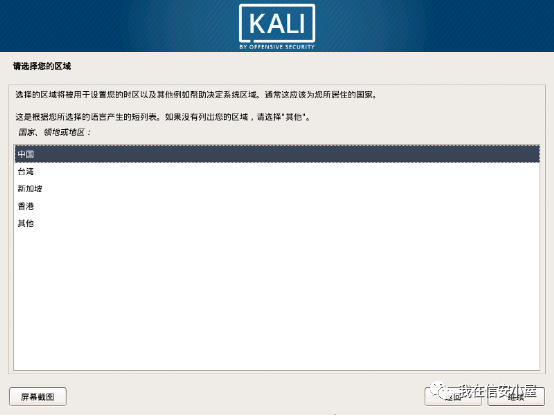 KALI
BY OFFENSIVE SECURITY
请选择您的区域
选择的区域将被用于设置您的时区以及其他例如帮助决定系统区域。通常这应该为您所居住的国家。
这是根据您所选择的语言产生的短列表。如果没有列出您的区域，请选择"其他"。
国家、领地或地区：
中国
台湾
新加坡
香港
其他
屏幕截图
返回
继续
我在信安小屋